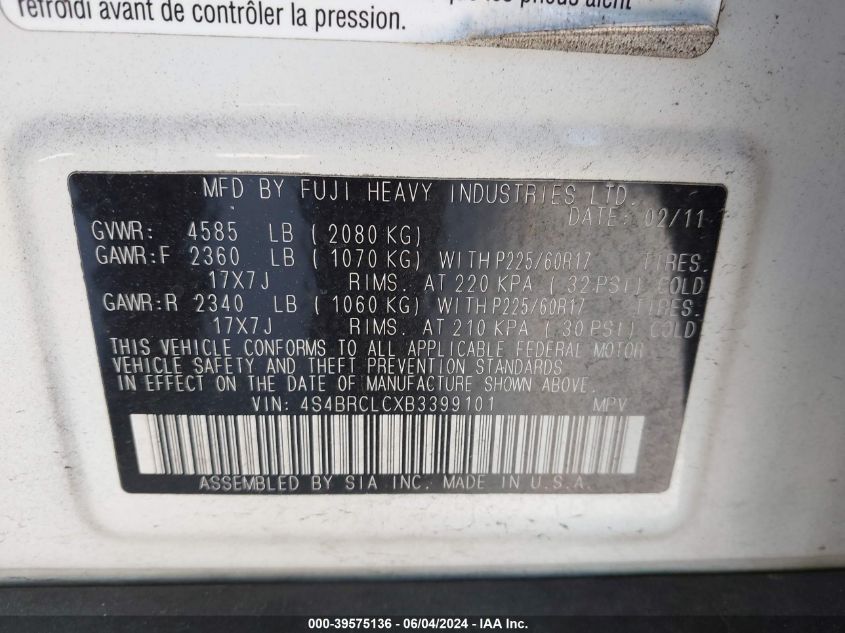 que les pneus aient
refroidi avant de contrôler la pression.
MFD BY FUJI HEAVY INDUSTRIES LTD.
DATE: 02/11
GVWR: 4585 LB ( 2080 KG)
GAWR:F 2360 LB ( 1070 KG) WITH P225/60R17 TIRES.
17X7J RIMS. AT 220 KPA ( 32 PSI) COLD
GAWR:R 2340 LB ( 1060 KG) WITH P225/60R17 TIRES.
17X7J RIMS. AT 210 KPA ( 30 PSI) COLD
THIS VEHICLE CONFORMS TO ALL APPLICABLE FEDERAL MOTOR
VEHICLE SAFETY AND THEFT PREVENTION STANDARDS
IN EFFECT ON THE DATE OF MANUFACTURE SHOWN ABOVE.
VIN: 4S4BRCLCXB3399101 MPV
ASSEMBLED BY SIA INC. MADE IN U.S.A.
000-39575136 - 06/04/2024 - IAA Inc.